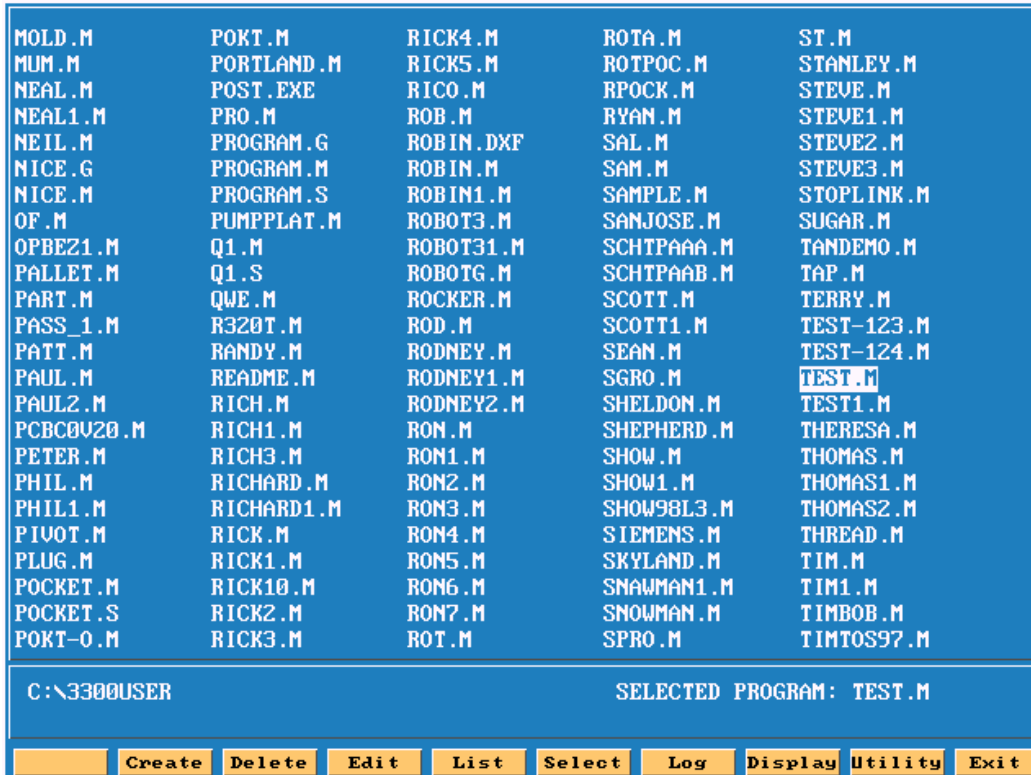 MOLD.M POKT.M RICK4.M ROTA.M ST.M
MUM.M PORTLAND.M RICK5.M ROTPOC.M STANLEY.M
NEAL.M POST.EXE RICO.M RPOCK.M STEVE.M
NEAL1.M PRO.M ROB.M RYAN.M STEVE1.M
NEIL.M PROGRAM.G ROBIN.DXF SAL.M STEVE2.M
NICE.G PROGRAM.M ROBIN.M SAM.M STEVE3.M
NICE.M PROGRAM.S ROBIN1.M SAMPLE.M STOPLINK.M
OF.M PUMPPLAT.M ROBOT3.M SANJOSE.M SUGAR.M
OPBEZ1.M Q1.M ROBOT31.M SCHTPAAA.M TANDEMO.M
PALLET.M Q1.S ROBOTG.M SCHTPAAB.M TAP.M
PART.M QWE.M ROCKER.M SCOTT.M TERRY.M
PASS_1.M R320T.M ROD.M SCOTT1.M TEST-123.M
PATT.M RANDY.M RODNEY.M SEAN.M TEST-124.M
PAUL.M README.M RODNEY1.M SGRO.M TEST.M
PAUL2.M RICH.M RODNEY2.M SHELDON.M TEST1.M
PCBC0V20.M RICH1.M RON.M SHEPHERD.M THERESA.M
PETER.M RICH3.M RON1.M SHOW.M THOMAS.M
PHIL.M RICHARD.M RON2.M SHOW1.M THOMAS1.M
PHIL1.M RICHARD1.M RON3.M SHOW98L3.M THOMAS2.M
PIVOT.M RICK.M RON4.M SIEMENS.M THREAD.M
PLUG.M RICK1.M RON5.M SKYLAND.M TIM.M
POCKET.M RICK10.M RON6.M SNAWMAN1.M TIM1.M
POCKET.S RICK2.M RON7.M SNOWMAN.M TIMBOB.M
POKT-O.M RICK3.M ROT.M SPRO.M TIMTOS97.M
C:\3300USER SELECTED PROGRAM: TEST.M
Create Delete Edit List Select Log Display Utility Exit